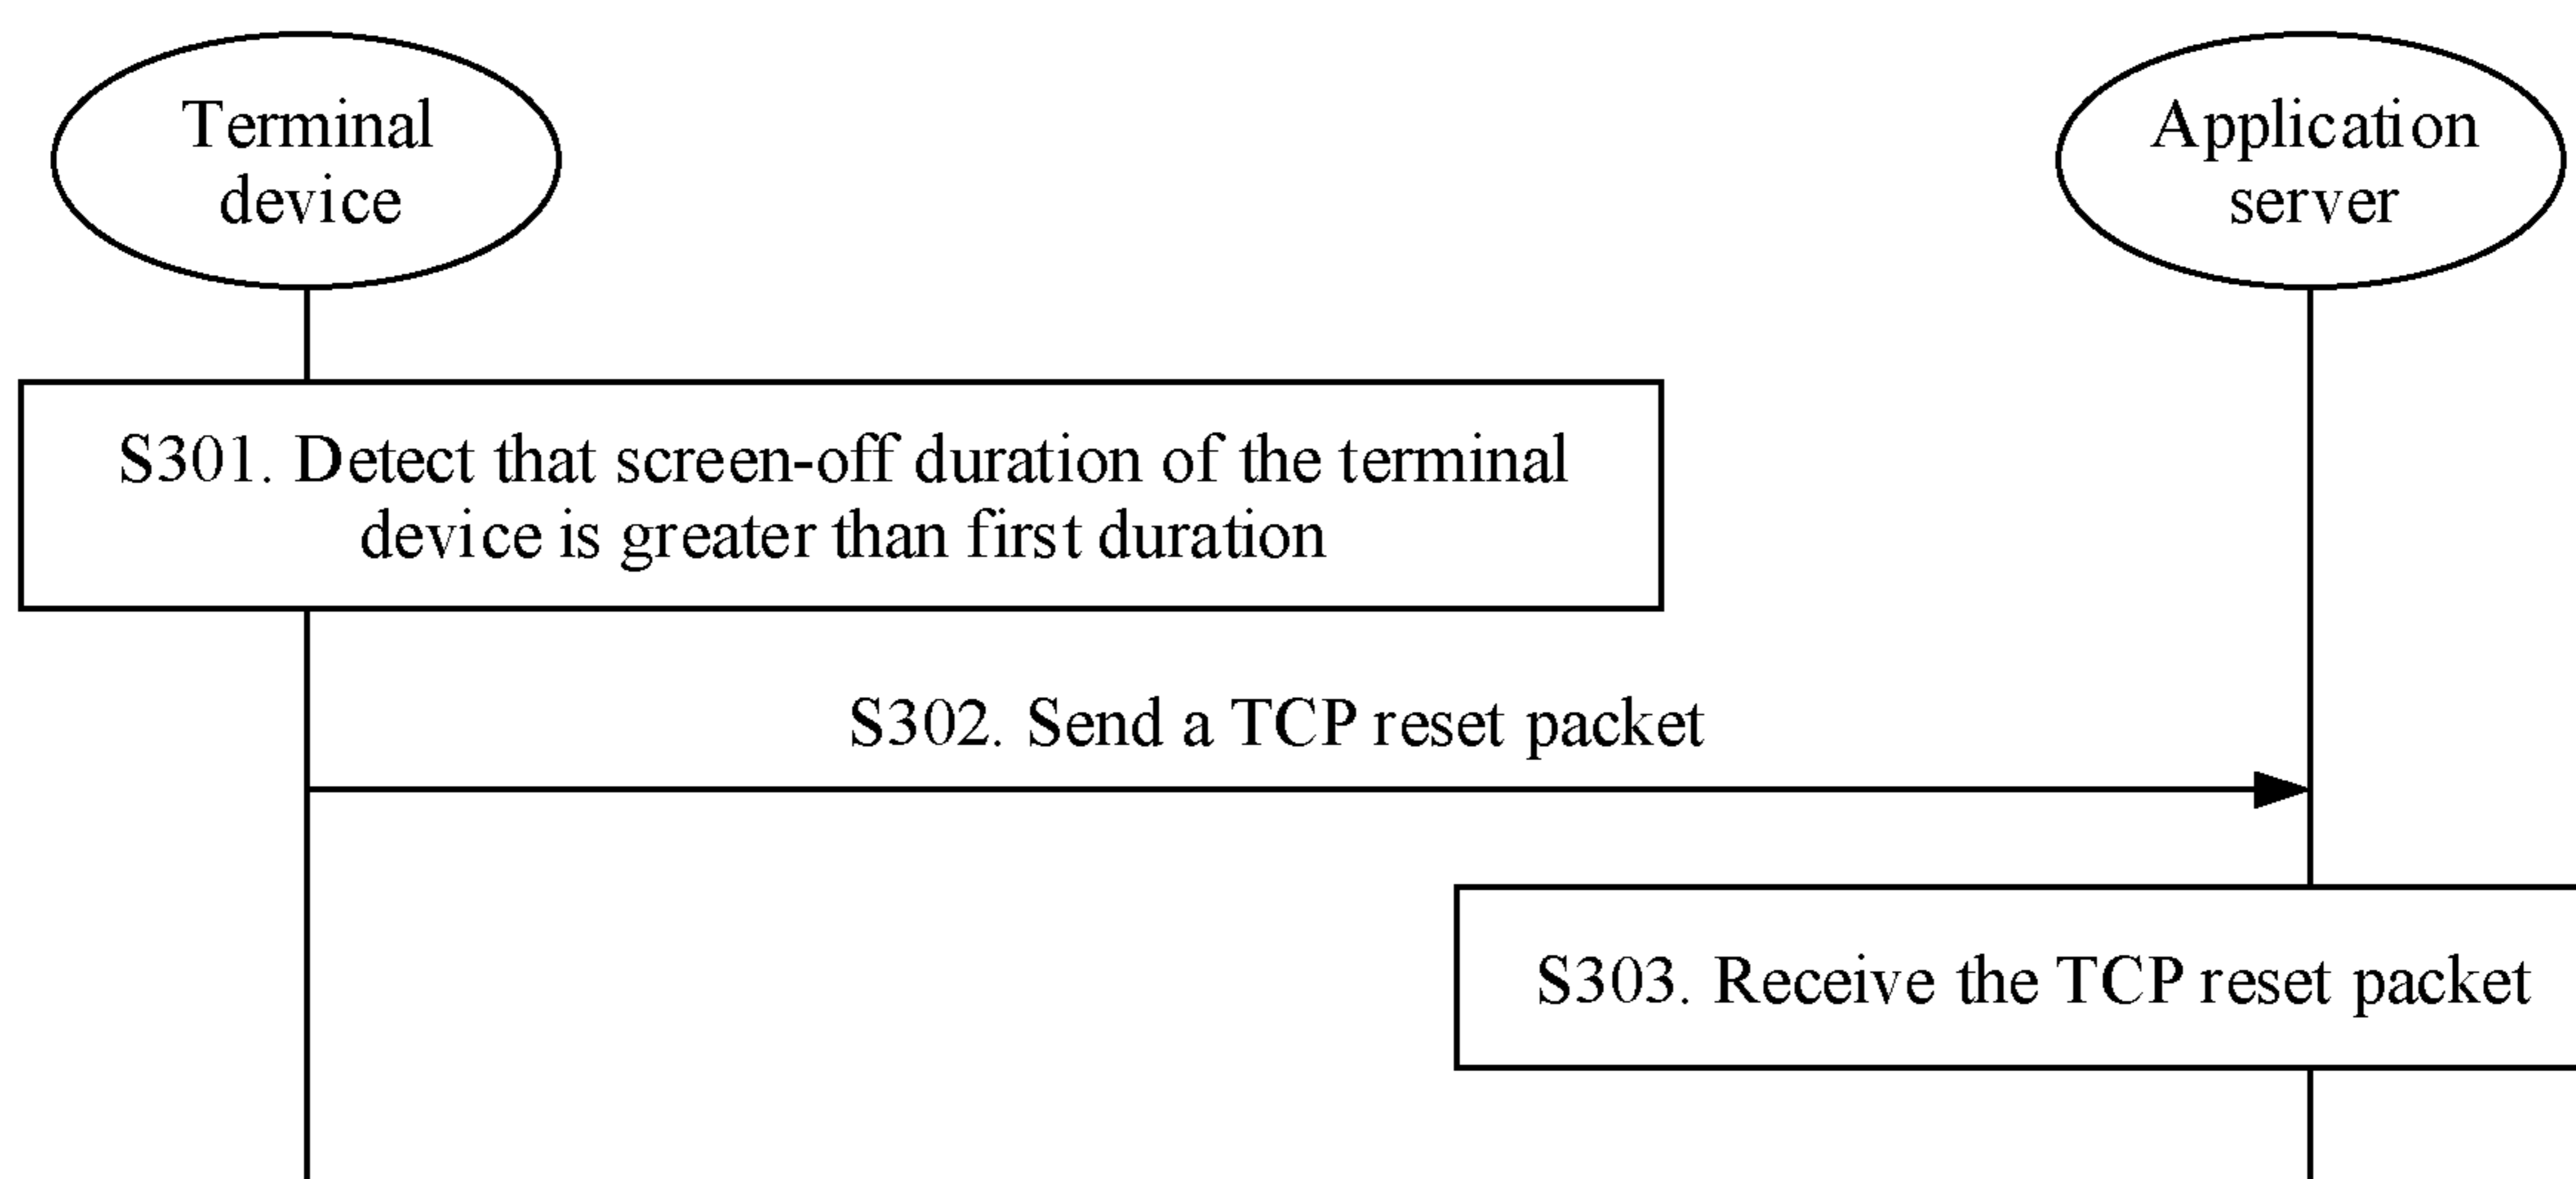 Terminal
device
Application
server
S301. Detect that screen-off duration of the terminal
device is greater than first duration
S302. Send a TCP reset packet
S303. Receive the TCP reset packet